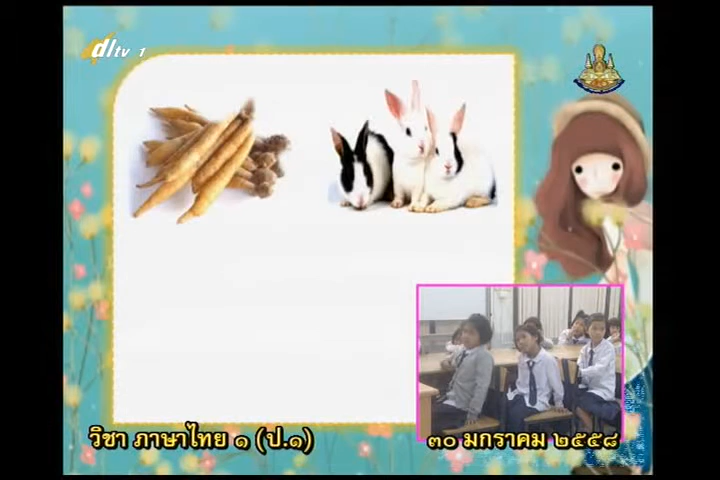 dltv 1
วิชา ภาษาไทย ๑ (ป.๑)
๓๐ มกราคม ๒๕๕๘